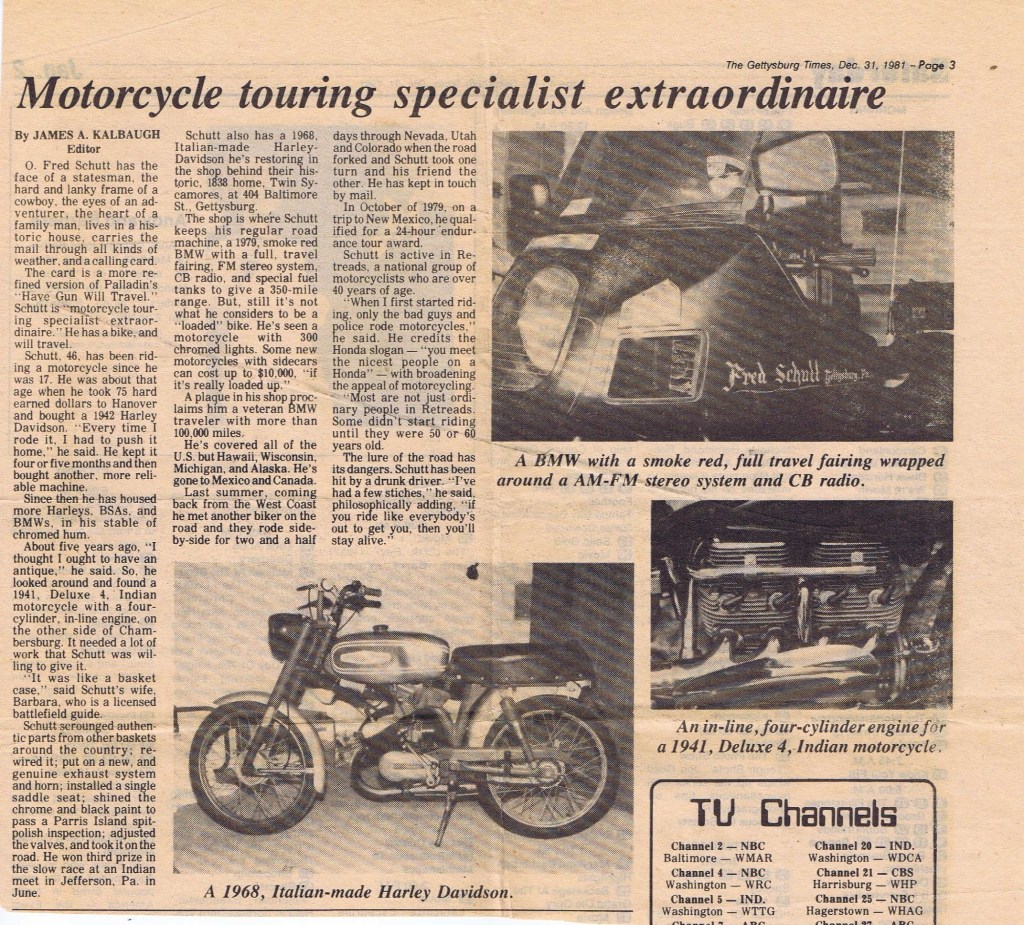 The Gettysburg Times, Dec. 31, 1981 – Page 3
Motorcycle touring specialist extraordinaire
By JAMES A. KALBAUGH
Editor
O. Fred Schutt has the
face of a statesman, the
hard and lanky frame of a
cowboy, the eyes of an ad-
venturer, the heart of a
family man, lives in a his-
toric house, carries the
mail through all kinds of
weather, and a calling card.
The card is a more re-
fined version of Palladin's
"Have Gun Will Travel."
Schutt is "motorcycle tour-
ing specialist extraor-
dinaire." He has a bike, and
will travel.
Schutt, 46, has been rid-
ing a motorcycle since he
was 17. He was about that
age when he took 75 hard
earned dollars to Hanover
and bought a 1942 Harley
Davidson. "Every time I
rode it, I had to push it
home," he said. He kept it
four or five months and then
bought another, more reli-
able machine.
Since then he has housed
more Harleys, BSAs, and
BMWs, in his stable of
chromed hum.
About five years ago, "I
thought I ought to have an
antique," he said. So, he
looked around and found a
1941, Deluxe 4, Indian
motorcycle with a four-
cylinder, in-line engine, on
the other side of Cham-
bersburg. It needed a lot of
work that Schutt was wil-
ling to give it.
"It was like a basket
case," said Schutt's wife,
Barbara, who is a licensed
battlefield guide.
Schutt scrounged authen-
tic parts from other baskets
around the country; re-
wired it; put on a new, and
genuine exhaust system
and horn; installed a single
saddle seat; shined the
chrome and black paint to
pass a Parris Island spit-
polish inspection; adjusted
the valves, and took it on the
road. He won third prize in
the slow race at an Indian
meet in Jefferson, Pa. in
June.
Schutt also has a 1968,
Italian-made Harley-
Davidson he's restoring in
the shop behind their his-
toric, 1838 home, Twin Sy-
camores, at 404 Baltimore
St., Gettysburg.
The shop is where Schutt
keeps his regular road
machine, a 1979, smoke red
BMW with a full, travel
fairing, FM stereo system,
CB radio, and special fuel
tanks to give a 350-mile
range. But, still it's not
what he considers to be a
"loaded" bike. He's seen a
motorcycle with 300
chromed lights. Some new
motorcycles with sidecars
can cost up to $10,000, "if
it's really loaded up."
A plaque in his shop proc-
laims him a veteran BMW
traveler with more than
100,000 miles.
He's covered all of the
U.S. but Hawaii, Wisconsin,
Michigan, and Alaska. He's
gone to Mexico and Canada.
Last summer, coming
back from the West Coast
he met another biker on the
road and they rode side-
by-side for two and a half
days through Nevada, Utah
and Colorado when the road
forked and Schutt took one
turn and his friend the
other. He has kept in touch
by mail.
In October of 1979, on a
trip to New Mexico, he qual-
ified for a 24-hour endur-
ance tour award.
Schutt is active in Re-
treads, a national group of
motorcyclists who are over
40 years of age.
"When I first started rid-
ing, only the bad guys and
police rode motorcycles,"
he said. He credits the
Honda slogan — "you meet
the nicest people on a
Honda" — with broadening
the appeal of motorcycling.
"Most are not just ordi-
nary people in Retreads.
Some didn't start riding
until they were 50 or 60
years old.
The lure of the road has
its dangers. Schutt has been
hit by a drunk driver. "I've
had a few stiches," he said,
philosophically adding, "if
you ride like everybody's
out to get you, then you'll
stay alive."
Fred Schutt Gettysburg, Pa.
A BMW with a smoke red, full travel fairing wrapped
around a AM-FM stereo system and CB radio.
An in-line, four-cylinder engine for
a 1941, Deluxe 4, Indian motorcycle.
A 1968, Italian-made Harley Davidson.
TV Channels
Channel 2 — NBC
Baltimore — WMAR
Channel 4 — NBC
Washington — WRC
Channel 5 — IND.
Washington — WTTG
Channel 20 — IND.
Washington — WDCA
Channel 21 — CBS
Harrisburg — WHP
Channel 25 — NBC
Hagerstown — WHAG